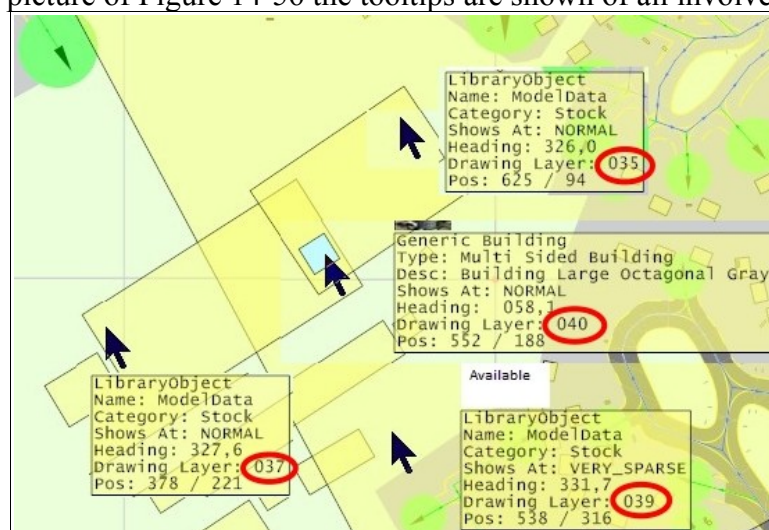 picture of Figure 14-36 the tooltips are shown of all involve
LibraryObject
Name: ModelData
Category: Stock
Shows At: NORMAL
Heading: 326,0
Drawing Layer: 035
Pos: 625 / 94
Generic Building
Type: Multi Sided Building
Desc: Building Large Octagonal Gray
Shows At: NORMAL
Heading: 058,1
Drawing Layer: 040
Pos: 552 / 188
LibraryObject
Name: ModelData
Category: Stock
Shows At: NORMAL
Heading: 327,6
Drawing Layer: 037
Pos: 378 / 221
Available
LibraryObject
Name: ModelData
Category: Stock
Shows At: VERY_SPARSE
Heading: 331,7
Drawing Layer: 039
Pos: 538 / 316